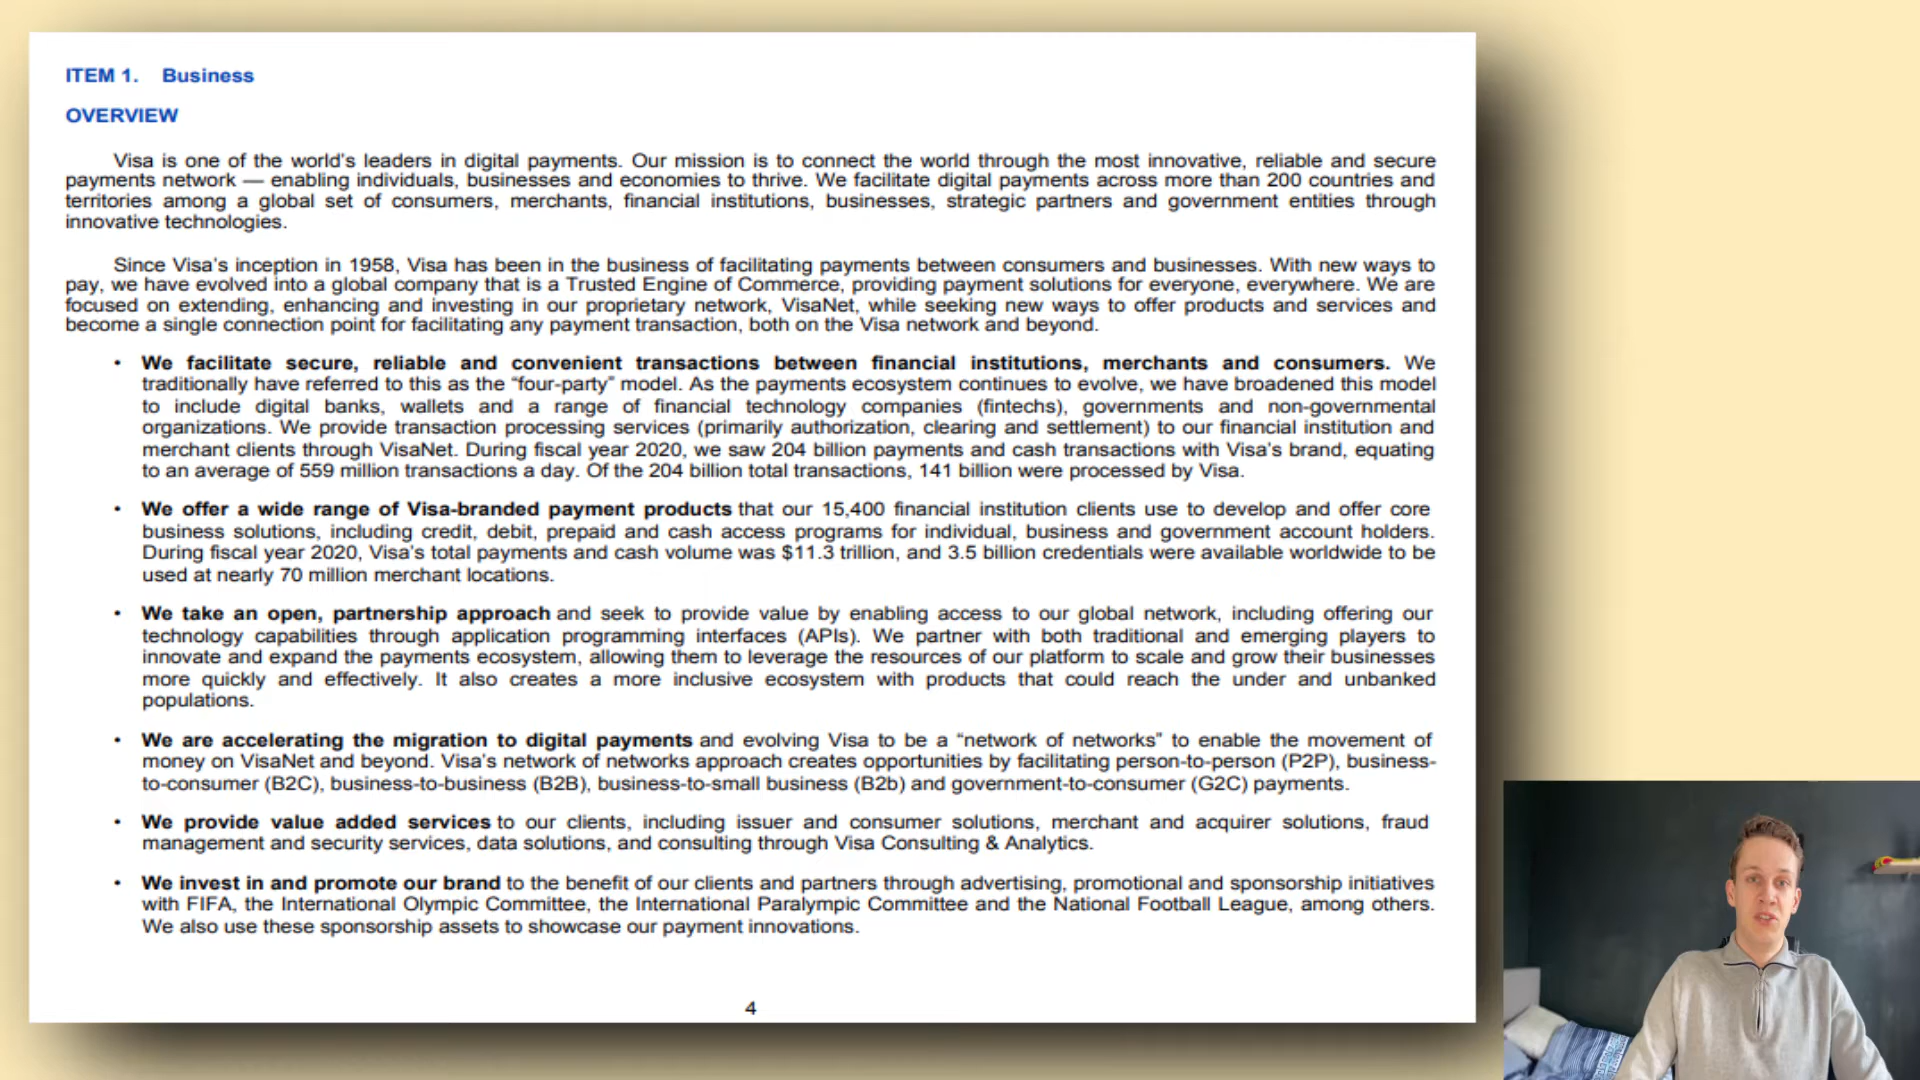 ITEM 1. Business
OVERVIEW
Visa is one of the world's leaders in digital payments. Our mission is to connect the world through the most innovative, reliable and secure
payments network — enabling individuals, businesses and economies to thrive. We facilitate digital payments across more than 200 countries and
territories among a global set of consumers, merchants, financial institutions, businesses, strategic partners and government entities through
innovative technologies.
Since Visa's inception in 1958, Visa has been in the business of facilitating payments between consumers and businesses. With new ways to
pay, we have evolved into a global company that is a Trusted Engine of Commerce, providing payment solutions for everyone, everywhere. We are
focused on extending, enhancing and investing in our proprietary network, VisaNet, while seeking new ways to offer products and services and
become a single connection point for facilitating any payment transaction, both on the Visa network and beyond.
• We facilitate secure, reliable and convenient transactions between financial institutions, merchants and consumers. We
traditionally have referred to this as the “four-party” model. As the payments ecosystem continues to evolve, we have broadened this model
to include digital banks, wallets and a range of financial technology companies (fintechs), governments and non-governmental
organizations. We provide transaction processing services (primarily authorization, clearing and settlement) to our financial institution and
merchant clients through VisaNet. During fiscal year 2020, we saw 204 billion payments and cash transactions with Visa's brand, equating
to an average of 559 million transactions a day. Of the 204 billion total transactions, 141 billion were processed by Visa.
• We offer a wide range of Visa-branded payment products that our 15,400 financial institution clients use to develop and offer core
business solutions, including credit, debit, prepaid and cash access programs for individual, business and government account holders.
During fiscal year 2020, Visa's total payments and cash volume was $11.3 trillion, and 3.5 billion credentials were available worldwide to be
used at nearly 70 million merchant locations.
• We take an open, partnership approach and seek to provide value by enabling access to our global network, including offering our
technology capabilities through application programming interfaces (APIs). We partner with both traditional and emerging players to
innovate and expand the payments ecosystem, allowing them to leverage the resources of our platform to scale and grow their businesses
more quickly and effectively. It also creates a more inclusive ecosystem with products that could reach the under and unbanked
populations.
• We are accelerating the migration to digital payments and evolving Visa to be a “network of networks” to enable the movement of
money on VisaNet and beyond. Visa's network of networks approach creates opportunities by facilitating person-to-person (P2P), business-
to-consumer (B2C), business-to-business (B2B), business-to-small business (B2b) and government-to-consumer (G2C) payments.
• We provide value added services to our clients, including issuer and consumer solutions, merchant and acquirer solutions, fraud
management and security services, data solutions, and consulting through Visa Consulting & Analytics.
• We invest in and promote our brand to the benefit of our clients and partners through advertising, promotional and sponsorship initiatives
with FIFA, the International Olympic Committee, the International Paralympic Committee and the National Football League, among others.
We also use these sponsorship assets to showcase our payment innovations.
4